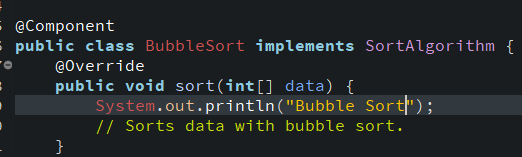 @Component
public class BubbleSort implements SortAlgorithm {
    @Override
    public void sort(int[] data) {
        System.out.println("Bubble Sort");
        // Sorts data with bubble sort.
    }